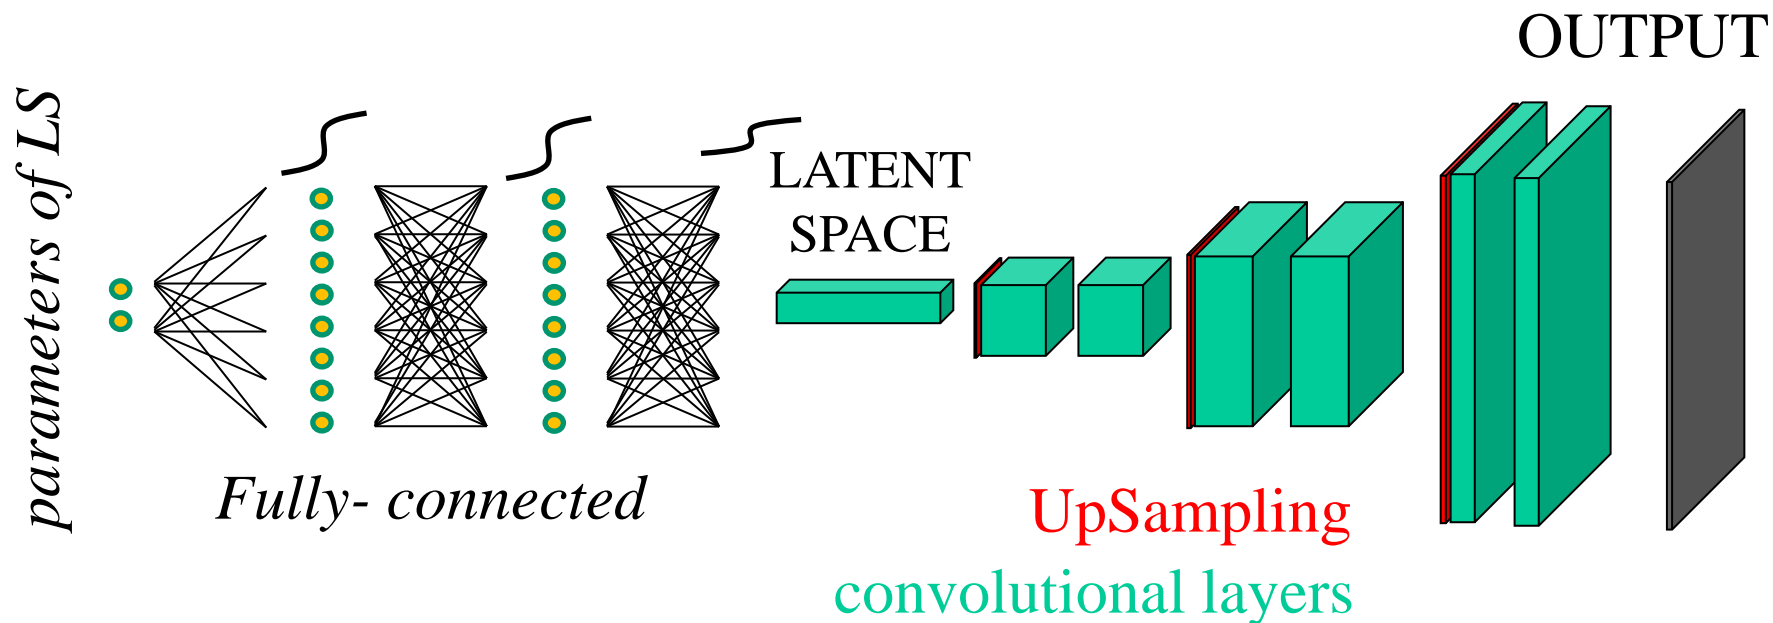 parameters of LS
Fully- connected
LATENT
SPACE
UpSampling
convolutional layers
OUTPUT